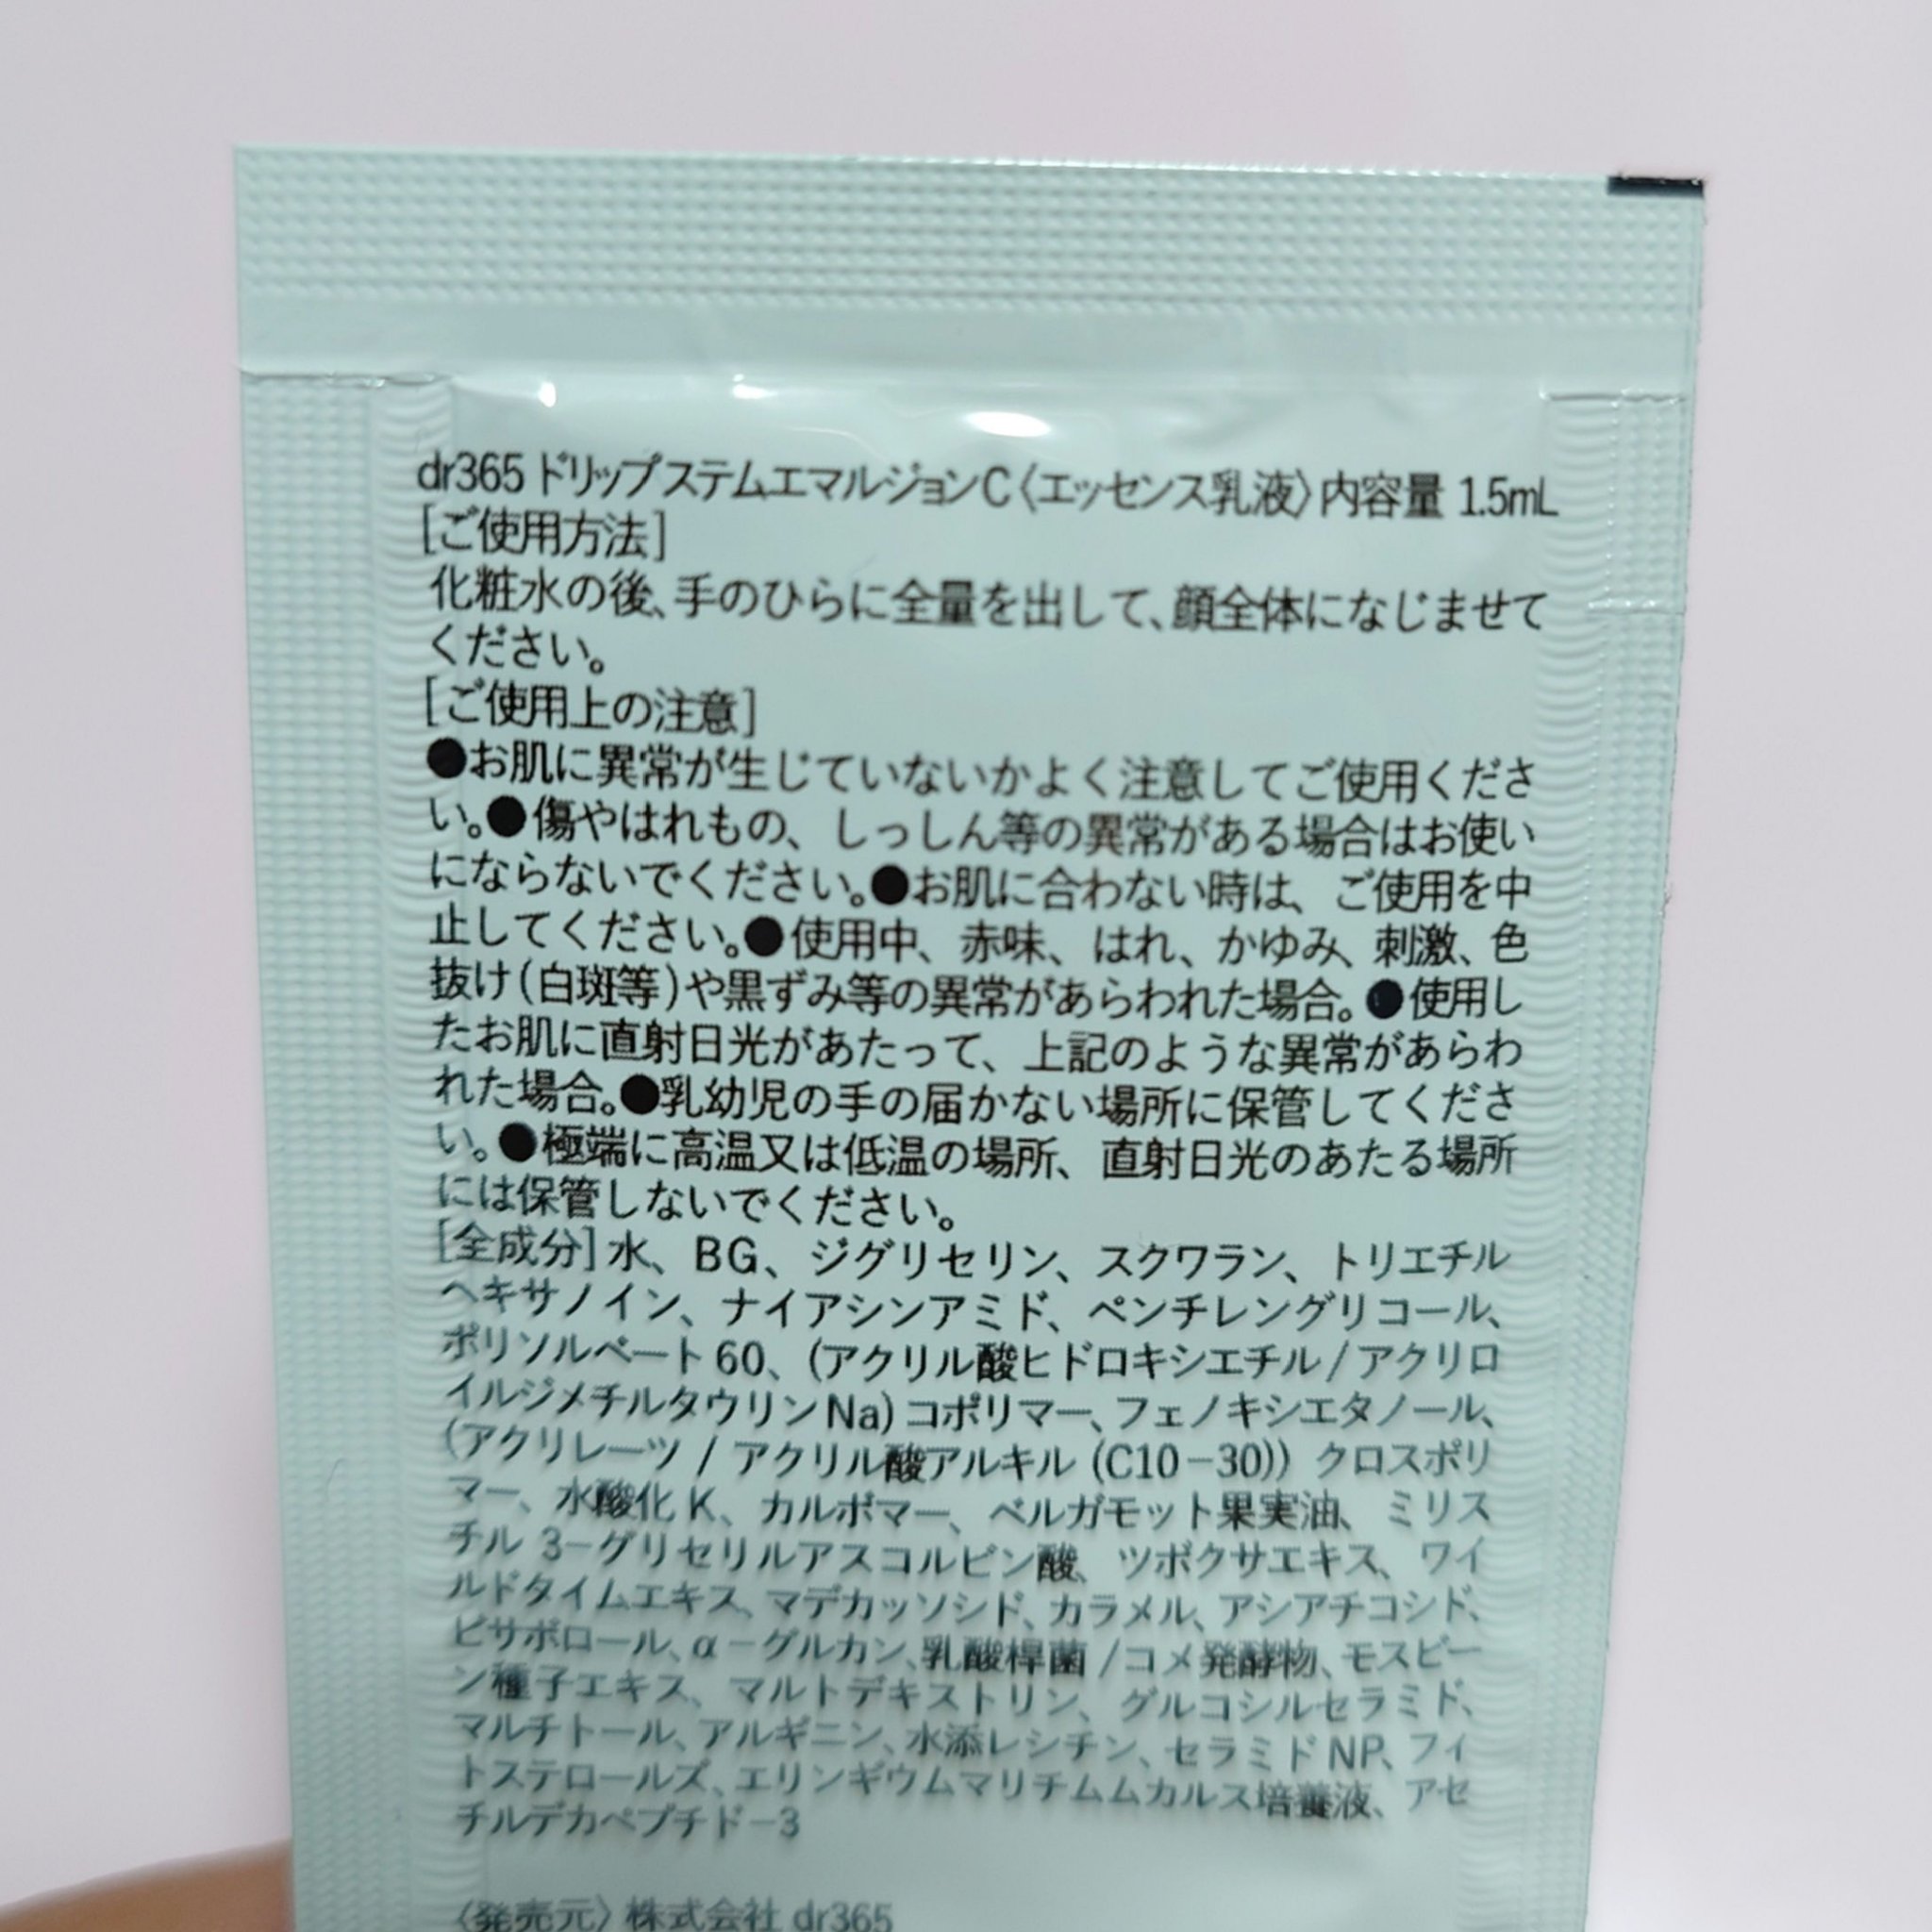 dr365 ドリップステムエマルジョンC〈エッセンス乳液〉内容量 1.5mL
[ご使用方法]
化粧水の後、手のひらに全量を出して、顔全体になじませて
ください。
[ご使用上の注意]
●お肌に異常が生じていないかよく注意してご使用くださ
い。●傷やはれもの、しっしん等の異常がある場合はお使い
にならないでください。●お肌に合わない時は、ご使用を中
止してください。●使用中、赤味、はれ、かゆみ、刺激、色
抜け(白斑等)や黒ずみ等の異常があらわれた場合。●使用し
たお肌に直射日光があたって、上記のような異常があらわ
れた場合。●乳幼児の手の届かない場所に保管してくださ
い。●極端に高温又は低温の場所、直射日光のあたる場所
には保管しないでください。
[全成分]水、BG、ジグリセリン、スクワラン、トリエチル
ヘキサノイン、ナイアシンアミド、ペンチレングリコール、
ポリソルベート60、(アクリル酸ヒドロキシエチル/アクリロ
イルジメチルタウリンNa)コポリマー、フェノキシエタノール、
(アクリレーツ/アクリル酸アルキル(C10-30))クロスポリ
マー、水酸化K、カルボマー、ベルガモット果実油、ミリス
チル 3-グリセリルアスコルビン酸、ツボクサエキス、ワイ
ルドタイムエキス、マデカッソシド、カラメル、アシアチコシド、
ビサボロール、α-グルカン、乳酸桿菌/コメ発酵物、モスビー
ン種子エキス、マルトデキストリン、グルコシルセラミド、
マルチトール、アルギニン、水添レシチン、セラミドNP、フィ
トステロールズ、エリンギウムマリチムムカルス培養液、アセ
チルデカペプチド-3
〈発売元〉株式会社 dr365